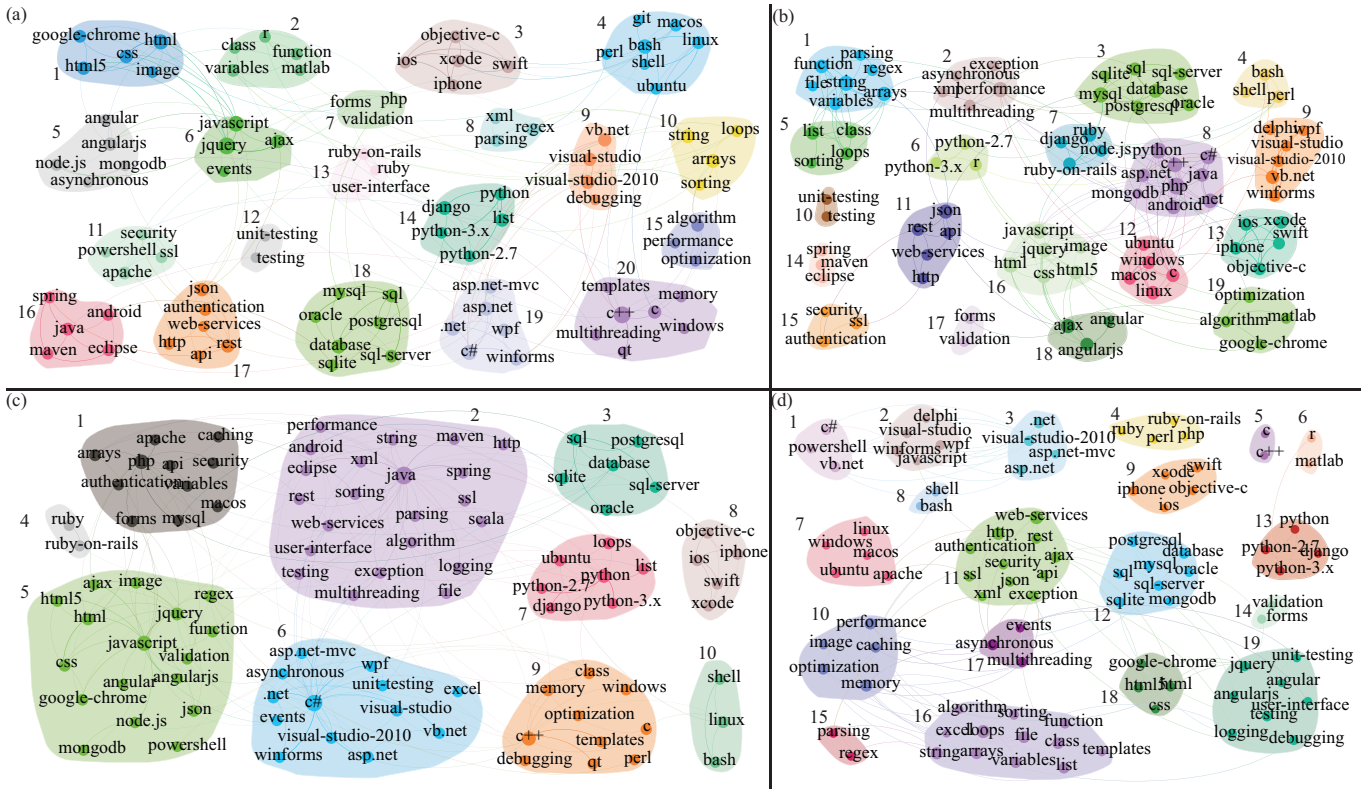 (a)
google-chrome html
css
html5 image
1
r 2
class function
variables matlab
objective-c 3
ios xcode swift
iphone
4 git macos
perl bash linux
shell
ubuntu
5 angular
angularjs
node.js mongodb
asynchronous
6 javascript
jquery ajax
events
forms php
7 validation
xml
8 regex
parsing
9 vb.net
visual-studio
visual-studio-2010
debugging
10 loops
string
arrays
sorting
ruby-on-rails
13 ruby
user-interface
11 security
powershell ssl
apache
12
unit-testing
testing
python
django list
14 python-3.x
python-2.7
15 algorithm
performance
optimization
spring
16 android
java
maven eclipse
json
authentication
web-services
http rest
api
17
18
mysql sql
oracle postgresql
database
sqlite sql-server
asp.net-mvc
asp.net
.net wpf 19
c# winforms
20
templates memory
c++ c
multithreading windows
qt
(b)
1 parsing
function regex
file string arrays
variables
2 exception
asynchronous
xml performance
multithreading
3
sqlite sql sql-server
mysql database
postgresql oracle
4
bash
shell perl
list class
5
sorting loops
python-2.7
6
python-3.x r
7 ruby
django node.js
ruby-on-rails
8
python c#
c++
asp.net java
mongodb php
android .net
9
delphi wpf
visual-studio
visual-studio-2010
vb.net
winforms
unit-testing
10 testing
11 json
rest api
web-services
http
javascript
jquery image
html html5
css
16
12
ubuntu
windows
macos c
linux
ios xcode
13 swift
iphone
objective-c
spring
14 maven
eclipse
security
15 ssl
authentication
forms
17 validation
ajax angular
18 angularjs
19
optimization
algorithm matlab
google-chrome
(c)
1
apache caching
arrays php api security
authentication variables
macos
forms mysql
2
performance
android string maven http
eclipse xml
java spring
rest sorting ssl
web-services parsing scala
user-interface algorithm
testing exception logging
multithreading file
3
sql postgresql
database
sqlite sql-server
oracle
4
ruby
ruby-on-rails
5
ajax image
html5 regex
html jquery
javascript function
css validation
angular angularjs
google-chrome
node.js json
mongodb powershell
6
asp.net-mvc
asynchronous wpf
.net unit-testing excel
c#
events visual-studio
visual-studio-2010 vb.net
winforms asp.net
loops
ubuntu
python list
python-2.7
python-3.x
django
7
8
objective-c
ios iphone
swift
xcode
9
class
memory windows
optimization
c++ c
templates
debugging qt perl
10
shell
linux
bash
(d)
1
c#
powershell
vb.net
2 delphi
visual-studio
winforms wpf
javascript
3 .net
visual-studio-2010
asp.net-mvc
asp.net
4 ruby-on-rails
ruby perl php
5
c
c++
6
r
matlab
7
linux
windows
macos
ubuntu
apache
8 shell
bash
9 swift
xcode
iphone objective-c
ios
web-services
http rest
authentication ajax
security
11 ssl json api
xml exception
postgresql
database
mysql
sql oracle
sql-server
sqlite mongodb
12
13 python
python-2.7
django
python-3.x
validation
14 forms
10
performance
image caching
optimization
memory
events
asynchronous
17 multithreading
google-chrome
html5 html
18 css
19
jquery unit-testing
angular
angularjs
user-interface
testing
logging debugging
15
parsing
regex
16
algorithm sorting
excel loops function
file class
string arrays templates
variables list